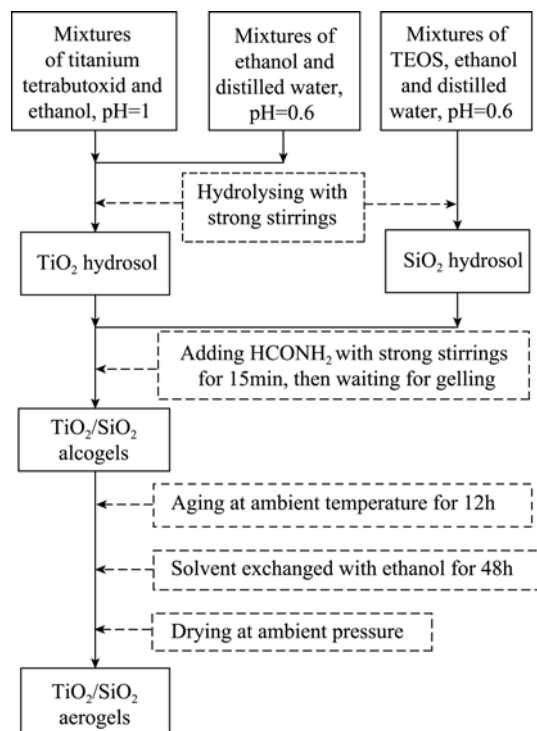 Mixtures
of titanium
tetrabutoxid and
ethanol, pH=1
Mixtures of
ethanol and
distilled water,
pH=0.6
Mixtures of
TEOS, ethanol
and distilled
water, pH=0.6
Hydrolysing with
strong stirrings
TiO₂ hydrosol
SiO₂ hydrosol
Adding HCONH₂ with strong stirrings
for 15min, then waiting for gelling
TiO₂/SiO₂
alcogels
Aging at ambient temperature for 12h
Solvent exchanged with ethanol for 48h
Drying at ambient pressure
TiO₂/SiO₂
aerogels